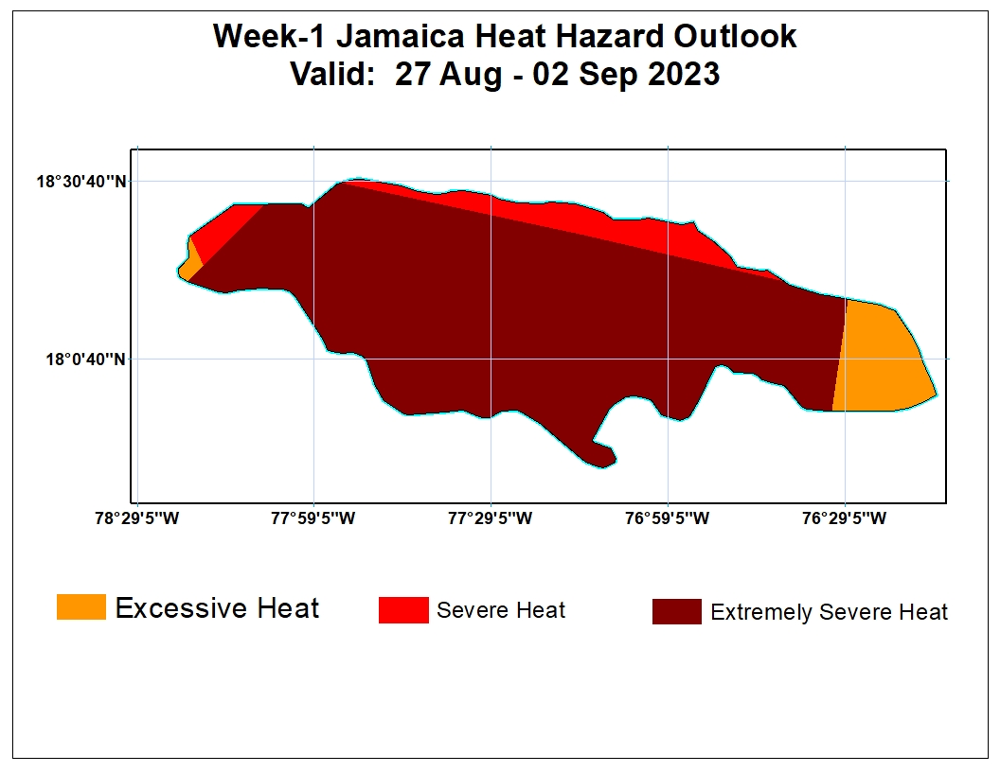 Week-1 Jamaica Heat Hazard Outlook
Valid:  27 Aug - 02 Sep 2023
18°30'40"N
18°0'40"N
78°29'5"W 77°59'5"W 77°29'5"W 76°59'5"W 76°29'5"W
Excessive Heat Severe Heat Extremely Severe Heat